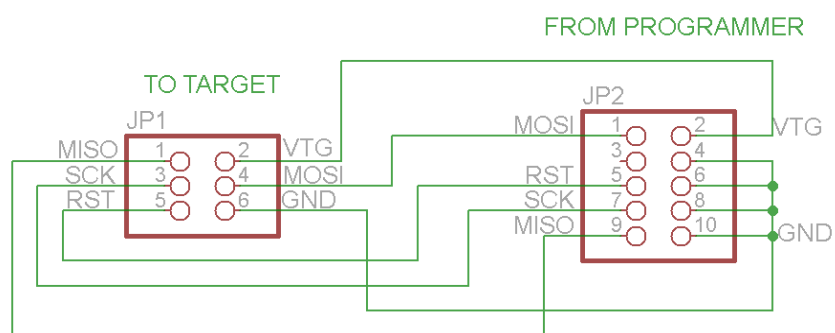 FROM PROGRAMMER
TO TARGET
JP1
MISO 1 2 VTG
SCK 3 4 MOSI
RST 5 6 GND
JP2
MOSI 1 2 VTG
3 4
RST 5 6
SCK 7 8
MISO 9 10 GND